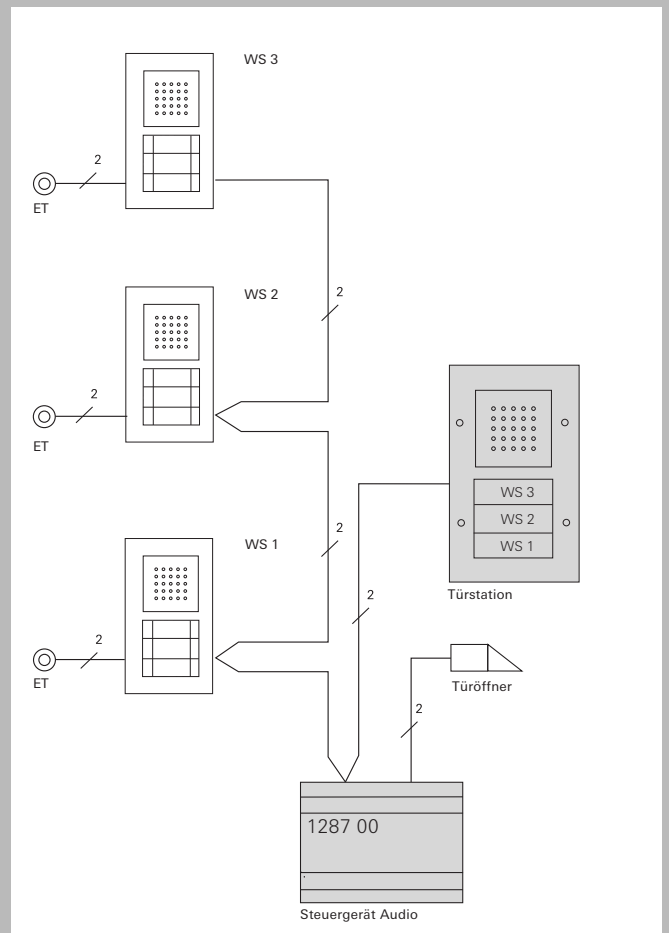 WS 3
2
ET
WS 2
2
2
ET
WS 3
WS 2
WS 1
WS 1
2
2
ET
2
Türstation
Türöffner
2
1287 00
Steuergerät Audio